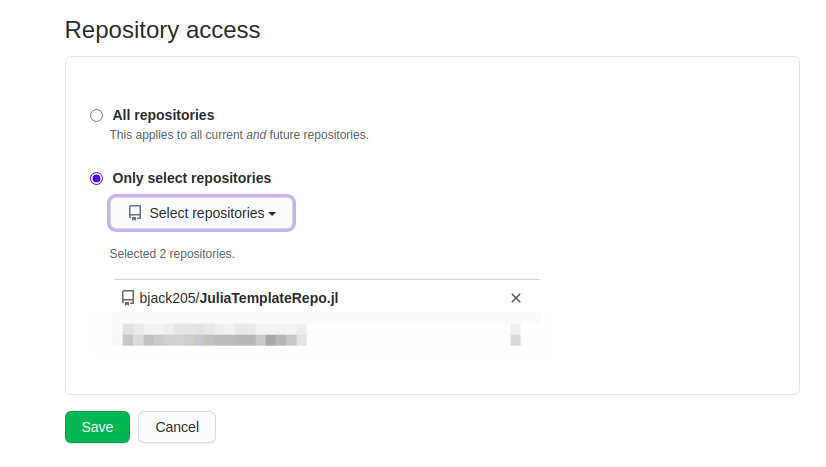 Repository access
All repositories
This applies to all current and future repositories.
Only select repositories
Select repositories
Selected 2 repositories.
bjack205/JuliaTemplateRepo.jl
Save
Cancel